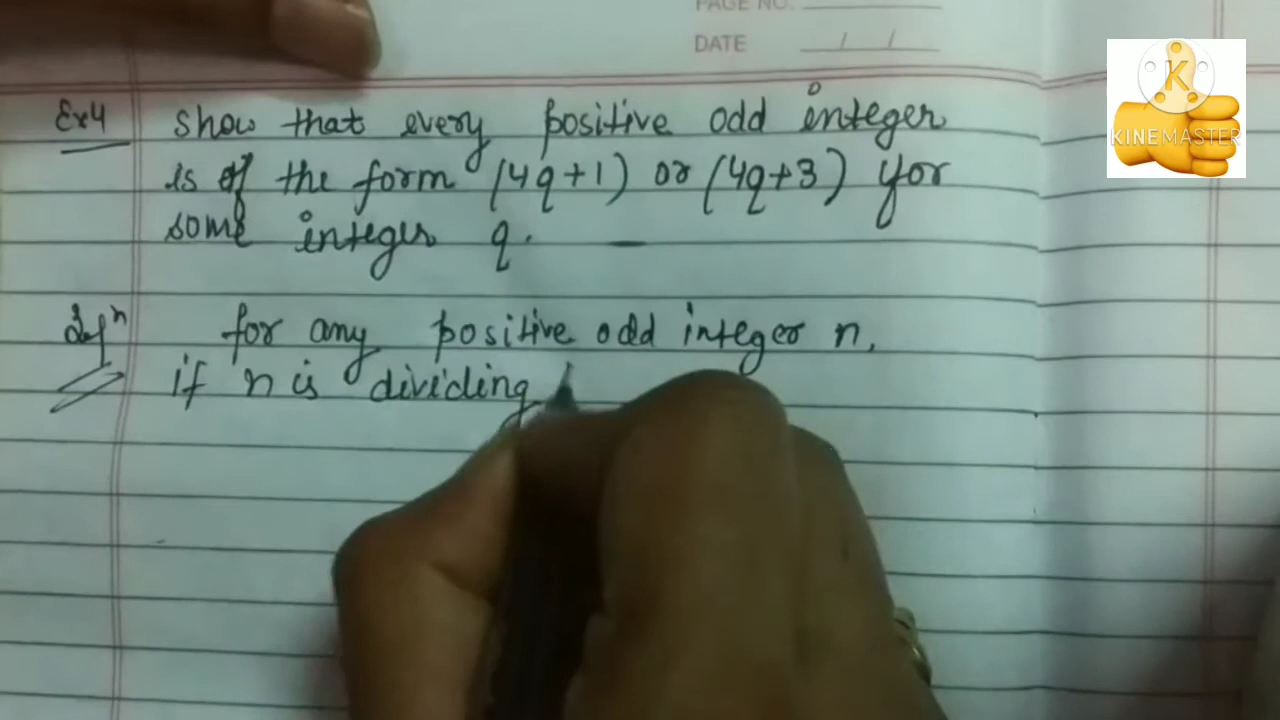 PAGE NO.
DATE / /
KINEMASTER
Ex4 show that every positive odd integer
is of the form (4q+1) or (4q+3) for
some integer q.
Solⁿ for any positive odd integer n,
if n is dividing